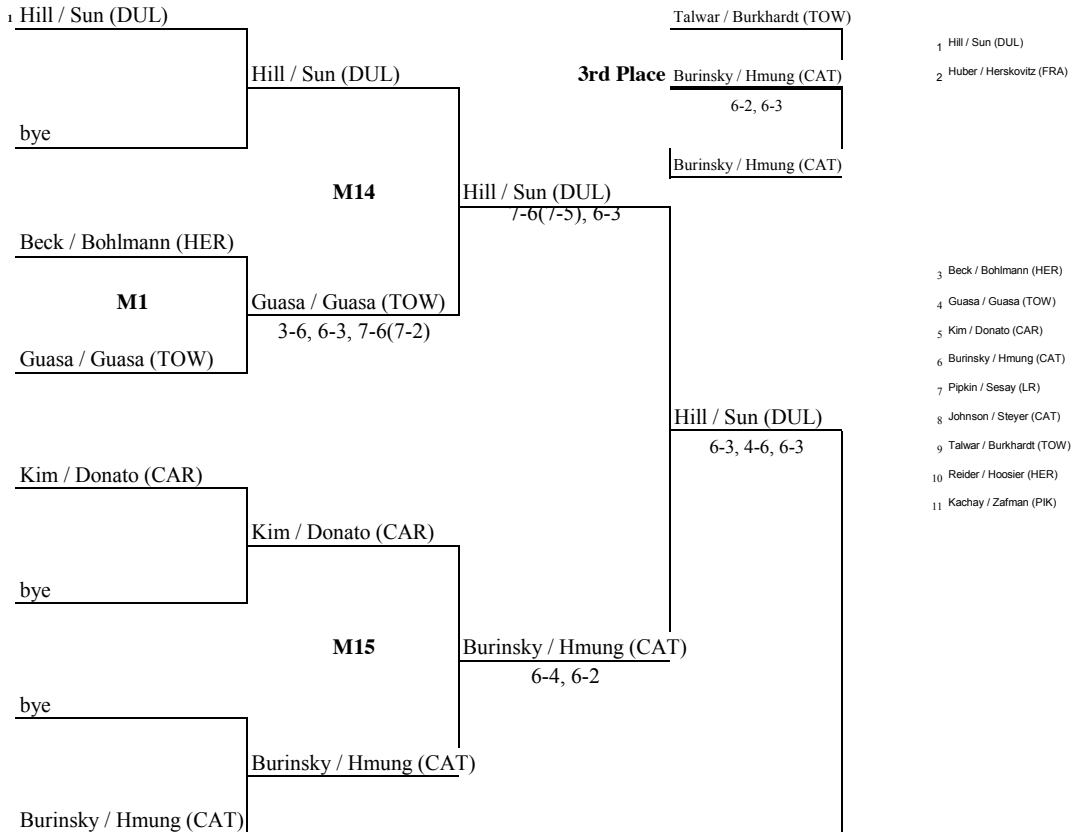 1 Hill / Sun (DUL)
Talwar / Burkhardt (TOW)
1 Hill / Sun (DUL)
Hill / Sun (DUL)
3rd Place Burinsky / Hmung (CAT)
2 Huber / Herskovitz (FRA)
6-2, 6-3
bye
Burinsky / Hmung (CAT)
M14
Hill / Sun (DUL)
7-6(7-5), 6-3
Beck / Bohlmann (HER)
3 Beck / Bohlmann (HER)
M1
Guasa / Guasa (TOW)
4 Guasa / Guasa (TOW)
3-6, 6-3, 7-6(7-2)
5 Kim / Donato (CAR)
Guasa / Guasa (TOW)
6 Burinsky / Hmung (CAT)
7 Pipkin / Sesay (LR)
Hill / Sun (DUL)
8 Johnson / Steyer (CAT)
6-3, 4-6, 6-3
9 Talwar / Burkhardt (TOW)
Kim / Donato (CAR)
10 Reider / Hoosier (HER)
11 Kachay / Zafman (PIK)
Kim / Donato (CAR)
bye
M15
Burinsky / Hmung (CAT)
6-4, 6-2
bye
Burinsky / Hmung (CAT)
Burinsky / Hmung (CAT)